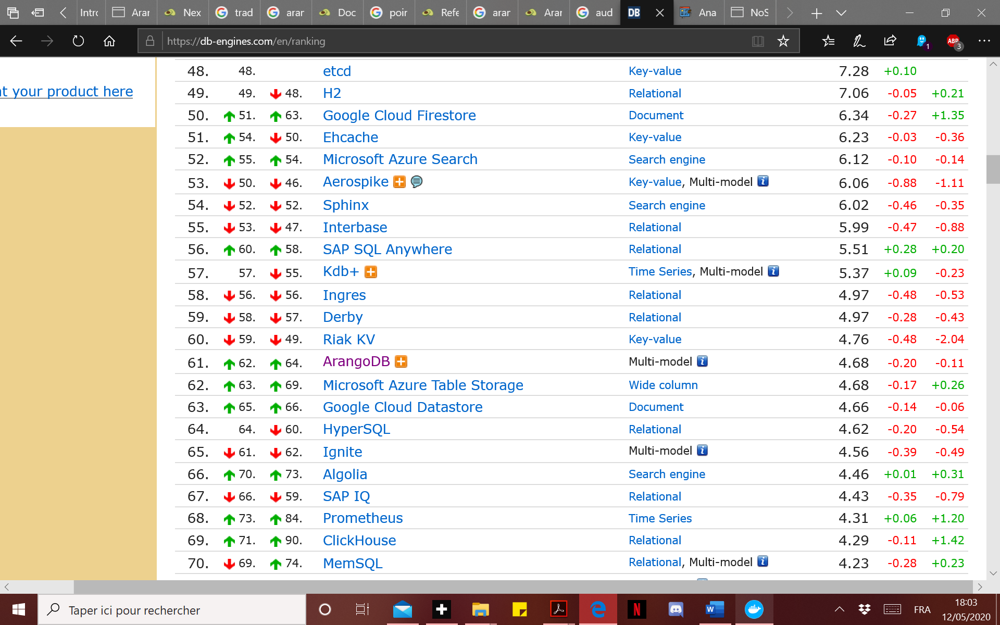 Intro Arar Nex trad arar Doc poir Refe arar Arar aud DB Ana NoS
https://db-engines.com/en/ranking 1 ABP 3
at your product here
48. 48. etcd Key-value 7.28 +0.10
49. 49. 48. H2 Relational 7.06 -0.05 +0.21
50. 51. 63. Google Cloud Firestore Document 6.34 -0.27 +1.35
51. 54. 50. Ehcache Key-value 6.23 -0.03 -0.36
52. 55. 54. Microsoft Azure Search Search engine 6.12 -0.10 -0.14
53. 50. 46. Aerospike Key-value, Multi-model i 6.06 -0.88 -1.11
54. 52. 52. Sphinx Search engine 6.02 -0.46 -0.35
55. 53. 47. Interbase Relational 5.99 -0.47 -0.88
56. 60. 58. SAP SQL Anywhere Relational 5.51 +0.28 +0.20
57. 57. 55. Kdb+ Time Series, Multi-model i 5.37 +0.09 -0.23
58. 56. 56. Ingres Relational 4.97 -0.48 -0.53
59. 58. 57. Derby Relational 4.97 -0.28 -0.43
60. 59. 49. Riak KV Key-value 4.76 -0.48 -2.04
61. 62. 64. ArangoDB Multi-model i 4.68 -0.20 -0.11
62. 63. 69. Microsoft Azure Table Storage Wide column 4.68 -0.17 +0.26
63. 65. 66. Google Cloud Datastore Document 4.66 -0.14 -0.06
64. 64. 60. HyperSQL Relational 4.62 -0.20 -0.54
65. 61. 62. Ignite Multi-model i 4.56 -0.39 -0.49
66. 70. 73. Algolia Search engine 4.46 +0.01 +0.31
67. 66. 59. SAP IQ Relational 4.43 -0.35 -0.79
68. 73. 84. Prometheus Time Series 4.31 +0.06 +1.20
69. 71. 90. ClickHouse Relational 4.29 -0.11 +1.42
70. 69. 74. MemSQL Relational, Multi-model i 4.23 -0.28 +0.23
Taper ici pour rechercher N W FRA 18:03
12/05/2020